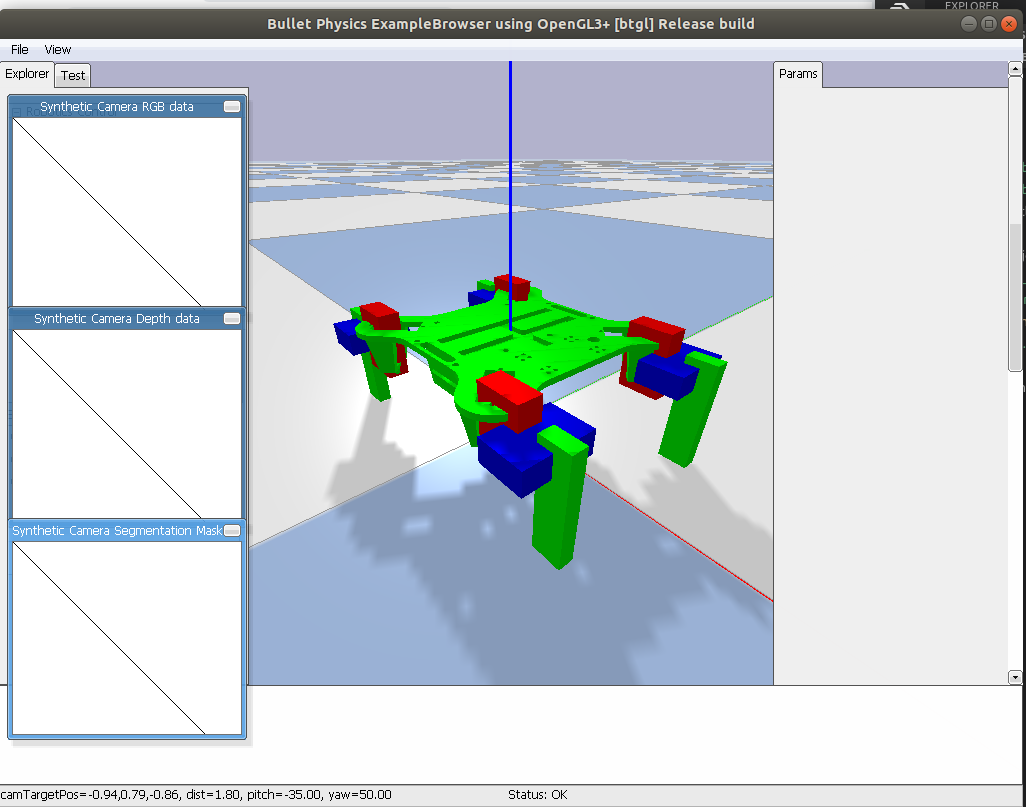 EXPLORER
Bullet Physics ExampleBrowser using OpenGL3+ [btgl] Release build
File View
Explorer Test
Params
Synthetic Camera RGB data
Robotics Control
Synthetic Camera Depth data
Synthetic Camera Segmentation Mask
camTargetPos=-0.94,0.79,-0.86, dist=1.80, pitch=-35.00, yaw=50.00
Status: OK